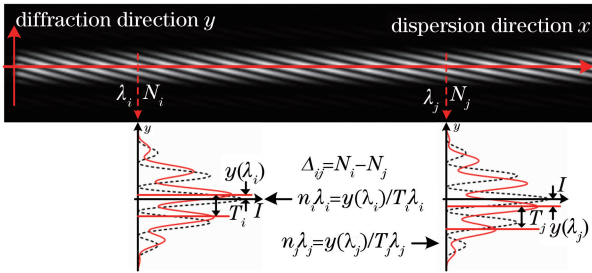 diffraction direction y
dispersion direction x
λi Ni
λj Nj
y
y(λi)
Ti
I
Δij=Ni−Nj
niλi=y(λi)/Tiλi
njλj=y(λj)/Tjλj
y
I
Tj
y(λj)